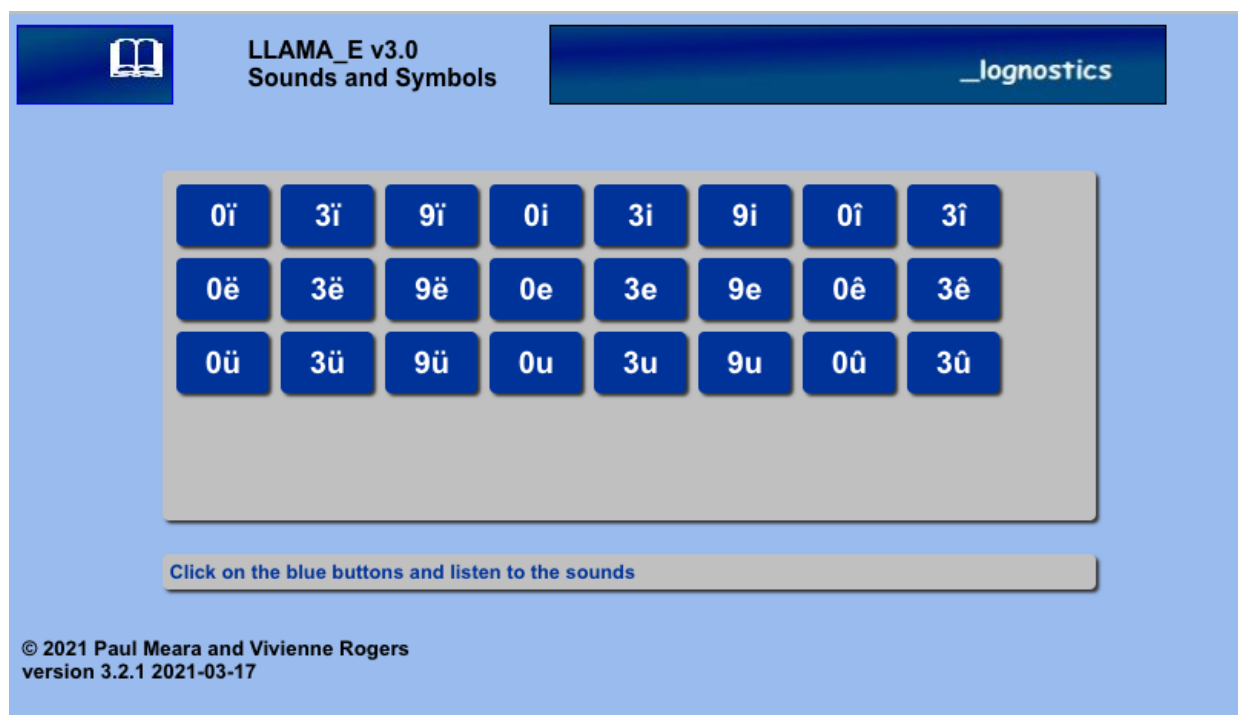 LLAMA_E v3.0
Sounds and Symbols
_lognostics
0ï 3ï 9ï 0i 3i 9i 0î 3î
0ë 3ë 9ë 0e 3e 9e 0ê 3ê
0ü 3ü 9ü 0u 3u 9u 0û 3û
Click on the blue buttons and listen to the sounds
© 2021 Paul Meara and Vivienne Rogers
version 3.2.1 2021-03-17